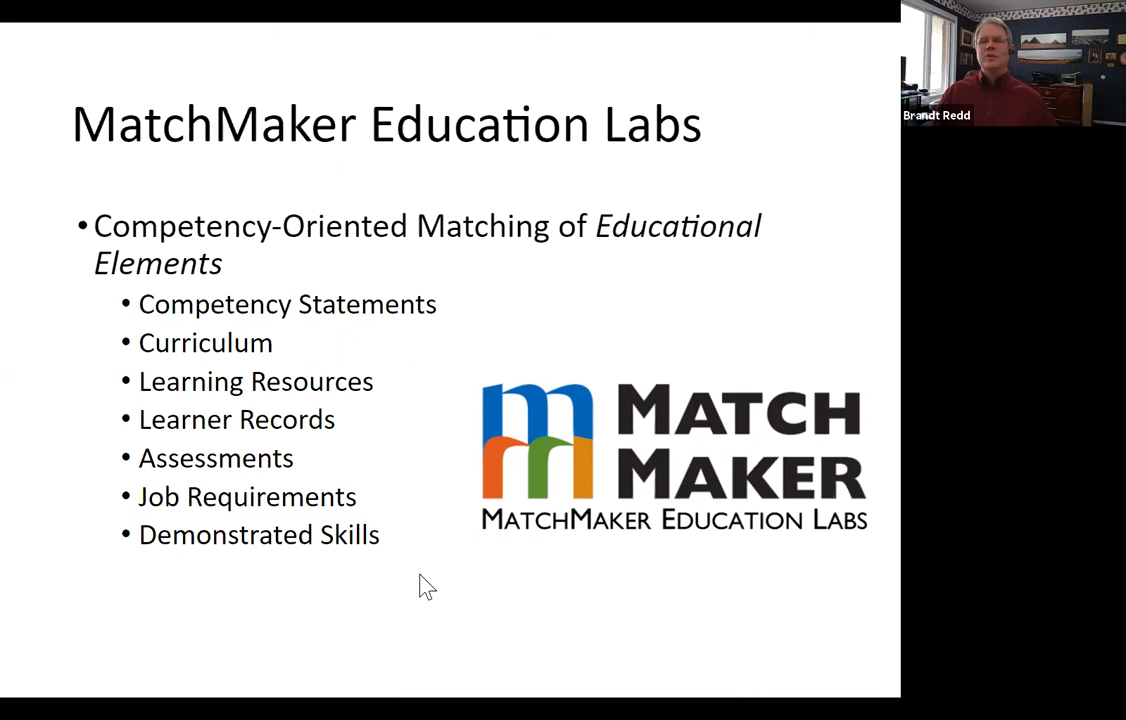 MatchMaker Education Labs
• Competency-Oriented Matching of Educational
Elements
• Competency Statements
• Curriculum
• Learning Resources
• Learner Records
• Assessments
• Job Requirements
• Demonstrated Skills
MATCH
MAKER
MATCHMAKER EDUCATION LABS
Brandt Redd